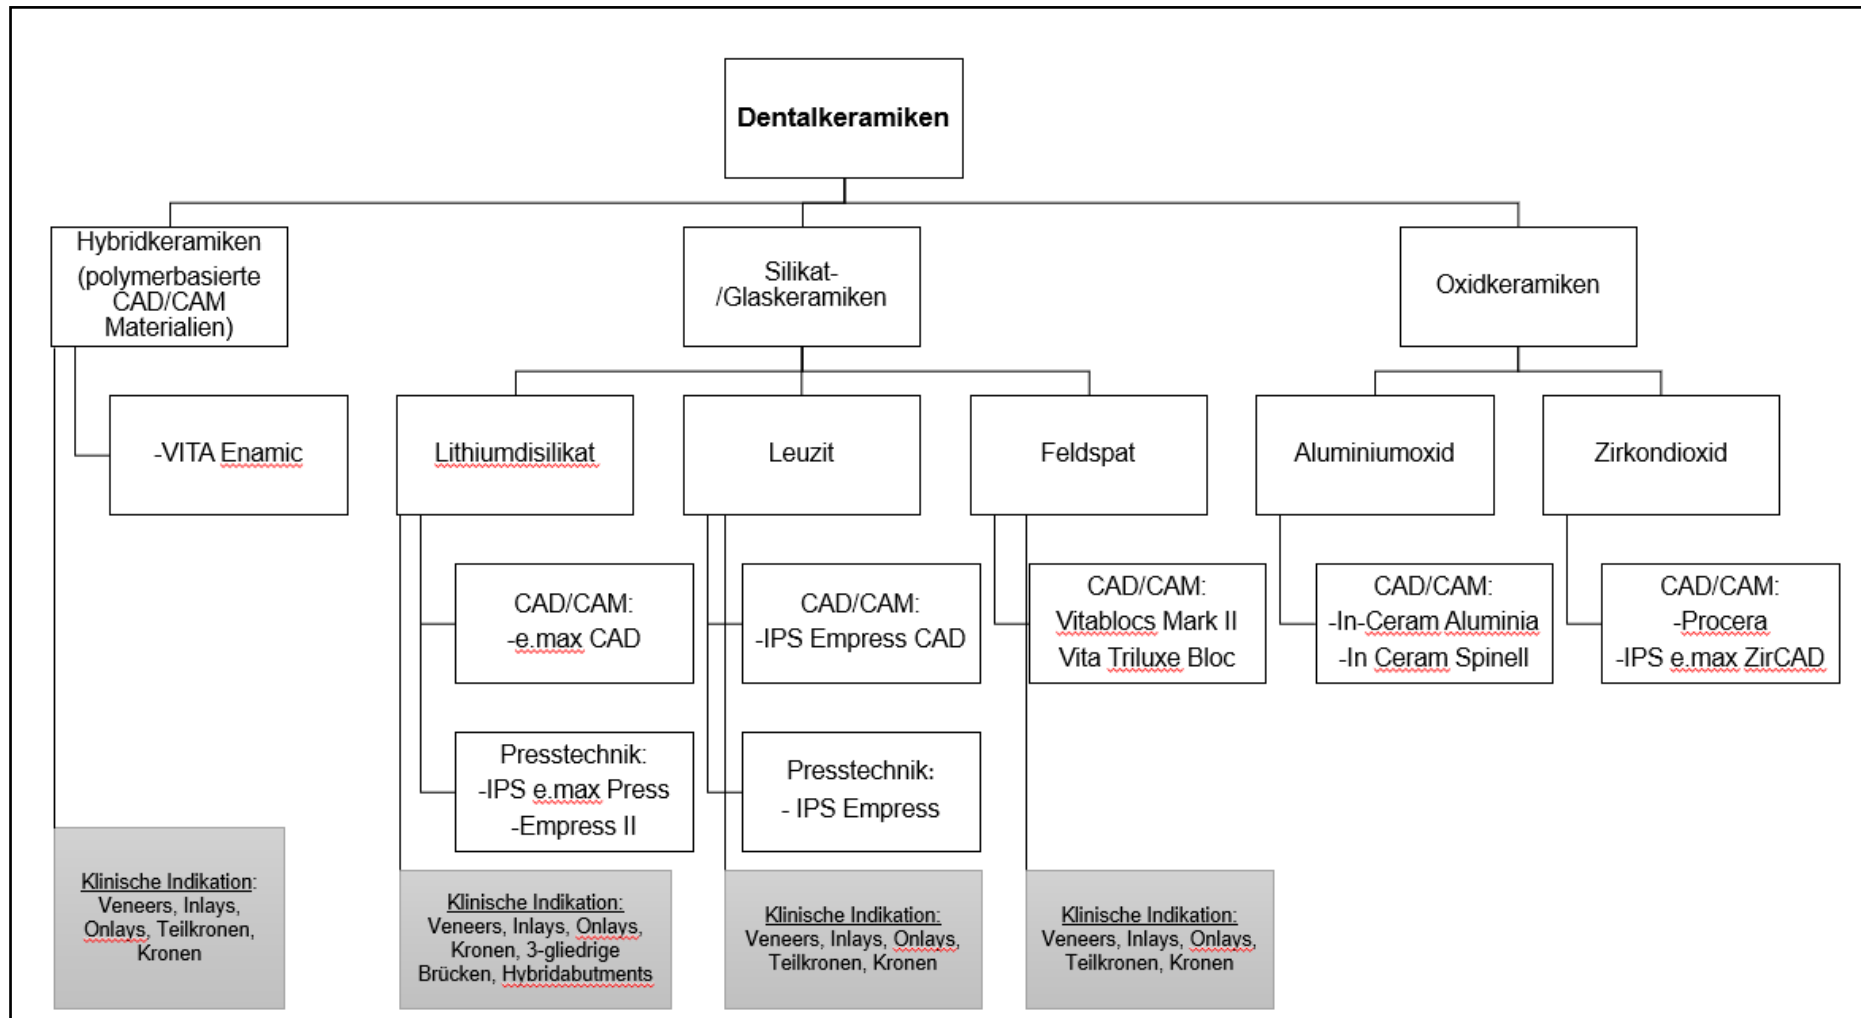 Dentalkeramiken
Hybridkeramiken
(polymerbasierte
CAD/CAM
Materialien)
Silikat-
/Glaskeramiken
Oxidkeramiken
-VITA Enamic
Lithiumdisilikat
Leuzit
Feldspat
Aluminiumoxid
Zirkondioxid
CAD/CAM:
-e.max CAD
CAD/CAM:
-IPS Empress CAD
CAD/CAM:
Vitablocs Mark II
Vita Triluxe Bloc
CAD/CAM:
-In-Ceram Aluminia
-In Ceram Spinell
CAD/CAM:
-Procera
-IPS e.max ZirCAD
Presstechnik:
-IPS e.max Press
-Empress II
Presstechnik:
- IPS Empress
Klinische Indikation:
Veneers, Inlays,
Onlays, Teilkronen,
Kronen
Klinische Indikation:
Veneers, Inlays, Onlays,
Kronen, 3-gliedrige
Brücken, Hybridabutments
Klinische Indikation:
Veneers, Inlays, Onlays,
Teilkronen, Kronen
Klinische Indikation:
Veneers, Inlays, Onlays,
Teilkronen, Kronen